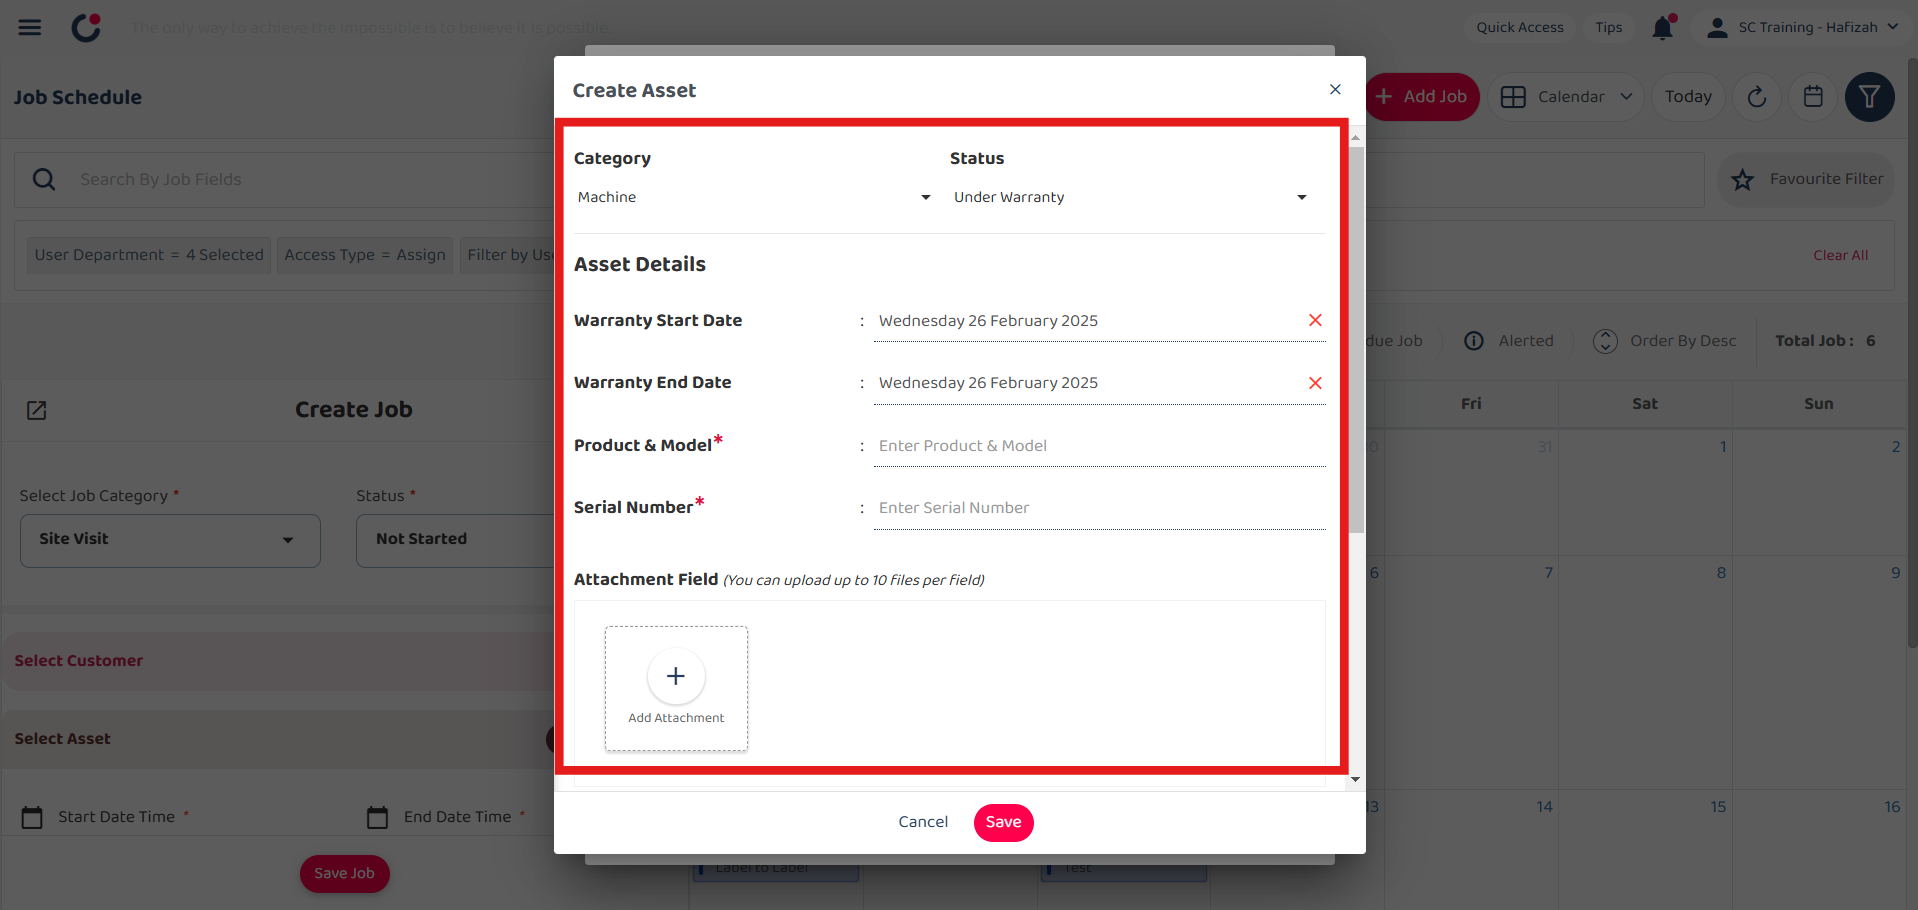 The only way to achieve the impossible is to believe it is possible.
Quick Access
Tips
SC Training - Hafizah
Job Schedule
Add Job
Calendar
Today
Search By Job Fields
Favourite Filter
User Department = 4 Selected
Access Type = Assign
Filter by Us
Clear All
due Job
Alerted
Order By Desc
Total Job : 6
Create Job
Fri
Sat
Sun
31
1
2
Select Job Category *
Status *
Site Visit
Not Started
6
7
8
9
Select Customer
Select Asset
Start Date Time *
End Date Time *
13
14
15
16
Save Job
Label to Label
Test
Create Asset
Category
Status
Machine
Under Warranty
Asset Details
Warranty Start Date : Wednesday 26 February 2025
Warranty End Date : Wednesday 26 February 2025
Product & Model* : Enter Product & Model
Serial Number* : Enter Serial Number
Attachment Field (You can upload up to 10 files per field)
Add Attachment
Cancel
Save